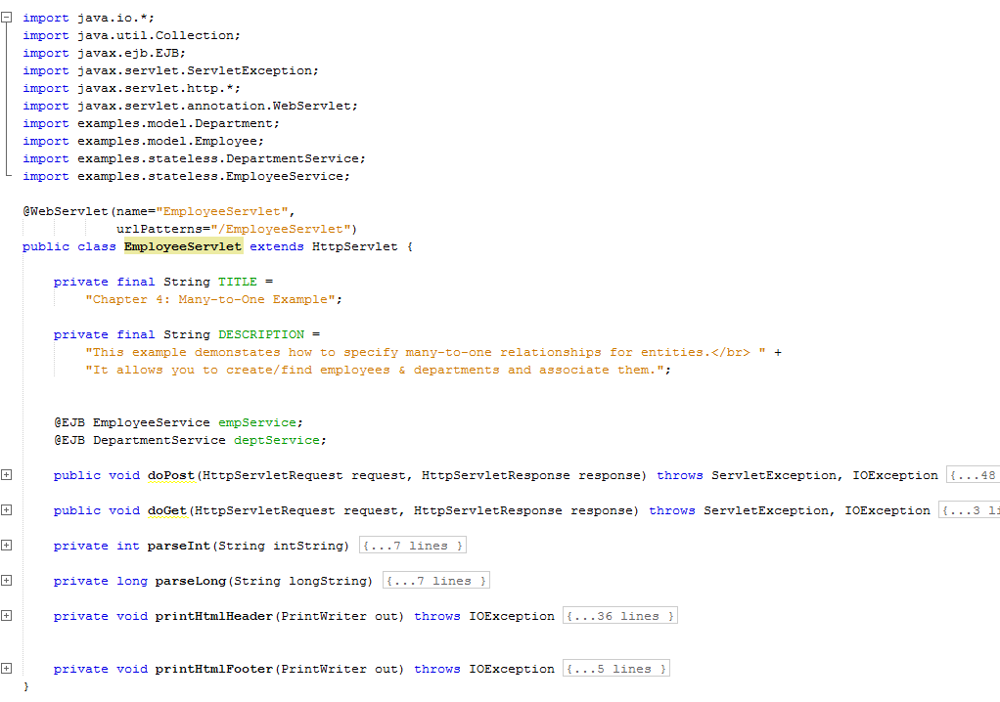 import java.io.*;
import java.util.Collection;
import javax.ejb.EJB;
import javax.servlet.ServletException;
import javax.servlet.http.*;
import javax.servlet.annotation.WebServlet;
import examples.model.Department;
import examples.model.Employee;
import examples.stateless.DepartmentService;
import examples.stateless.EmployeeService;
@WebServlet(name="EmployeeServlet",
urlPatterns="/EmployeeServlet")
public class EmployeeServlet extends HttpServlet {
private final String TITLE =
"Chapter 4: Many-to-One Example";
private final String DESCRIPTION =
"This example demonstates how to specify many-to-one relationships for entities.</br> " +
"It allows you to create/find employees & departments and associate them.";
@EJB EmployeeService empService;
@EJB DepartmentService deptService;
public void doPost(HttpServletRequest request, HttpServletResponse response) throws ServletException, IOException {...48
public void doGet(HttpServletRequest request, HttpServletResponse response) throws ServletException, IOException {...3 li
private int parseInt(String intString) {...7 lines }
private long parseLong(String longString) {...7 lines }
private void printHtmlHeader(PrintWriter out) throws IOException {...36 lines }
private void printHtmlFooter(PrintWriter out) throws IOException {...5 lines }
}